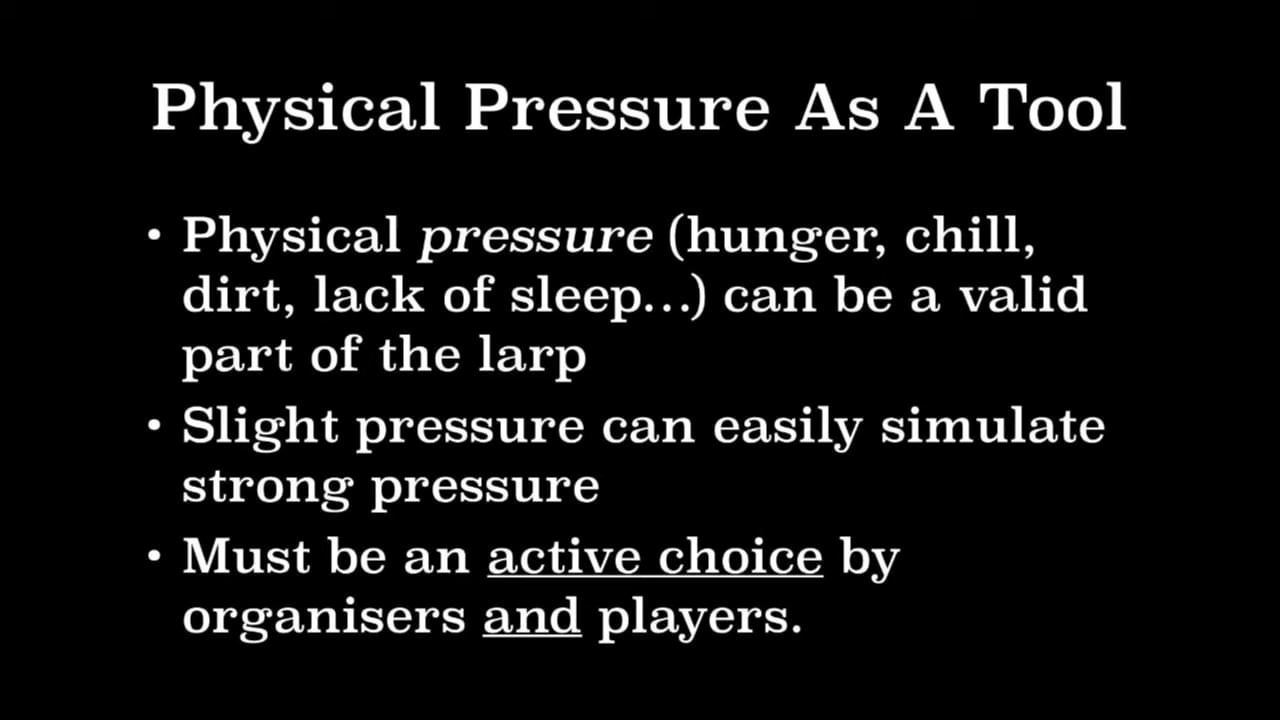 Physical Pressure As A Tool
• Physical pressure (hunger, chill,
dirt, lack of sleep…) can be a valid
part of the larp
• Slight pressure can easily simulate
strong pressure
• Must be an active choice by
organisers and players.